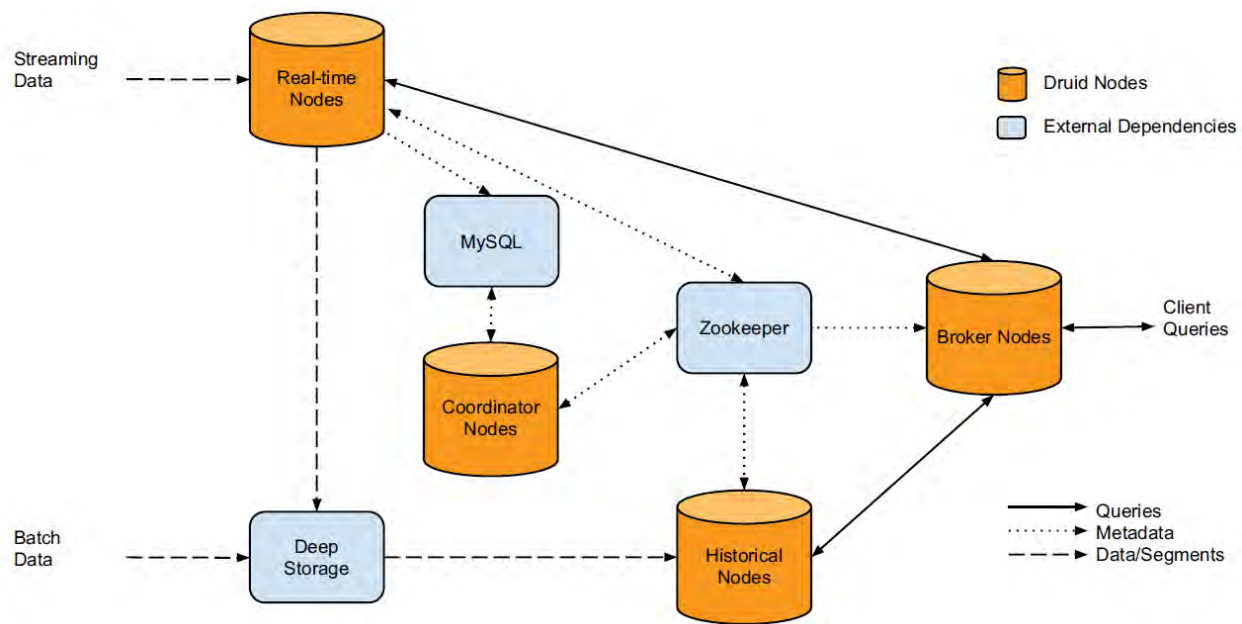 Streaming
Data
Real-time
Nodes
Druid Nodes
External Dependencies
MySQL
Zookeeper
Broker Nodes
Client
Queries
Coordinator
Nodes
Batch
Data
Deep
Storage
Historical
Nodes
Queries
Metadata
Data/Segments